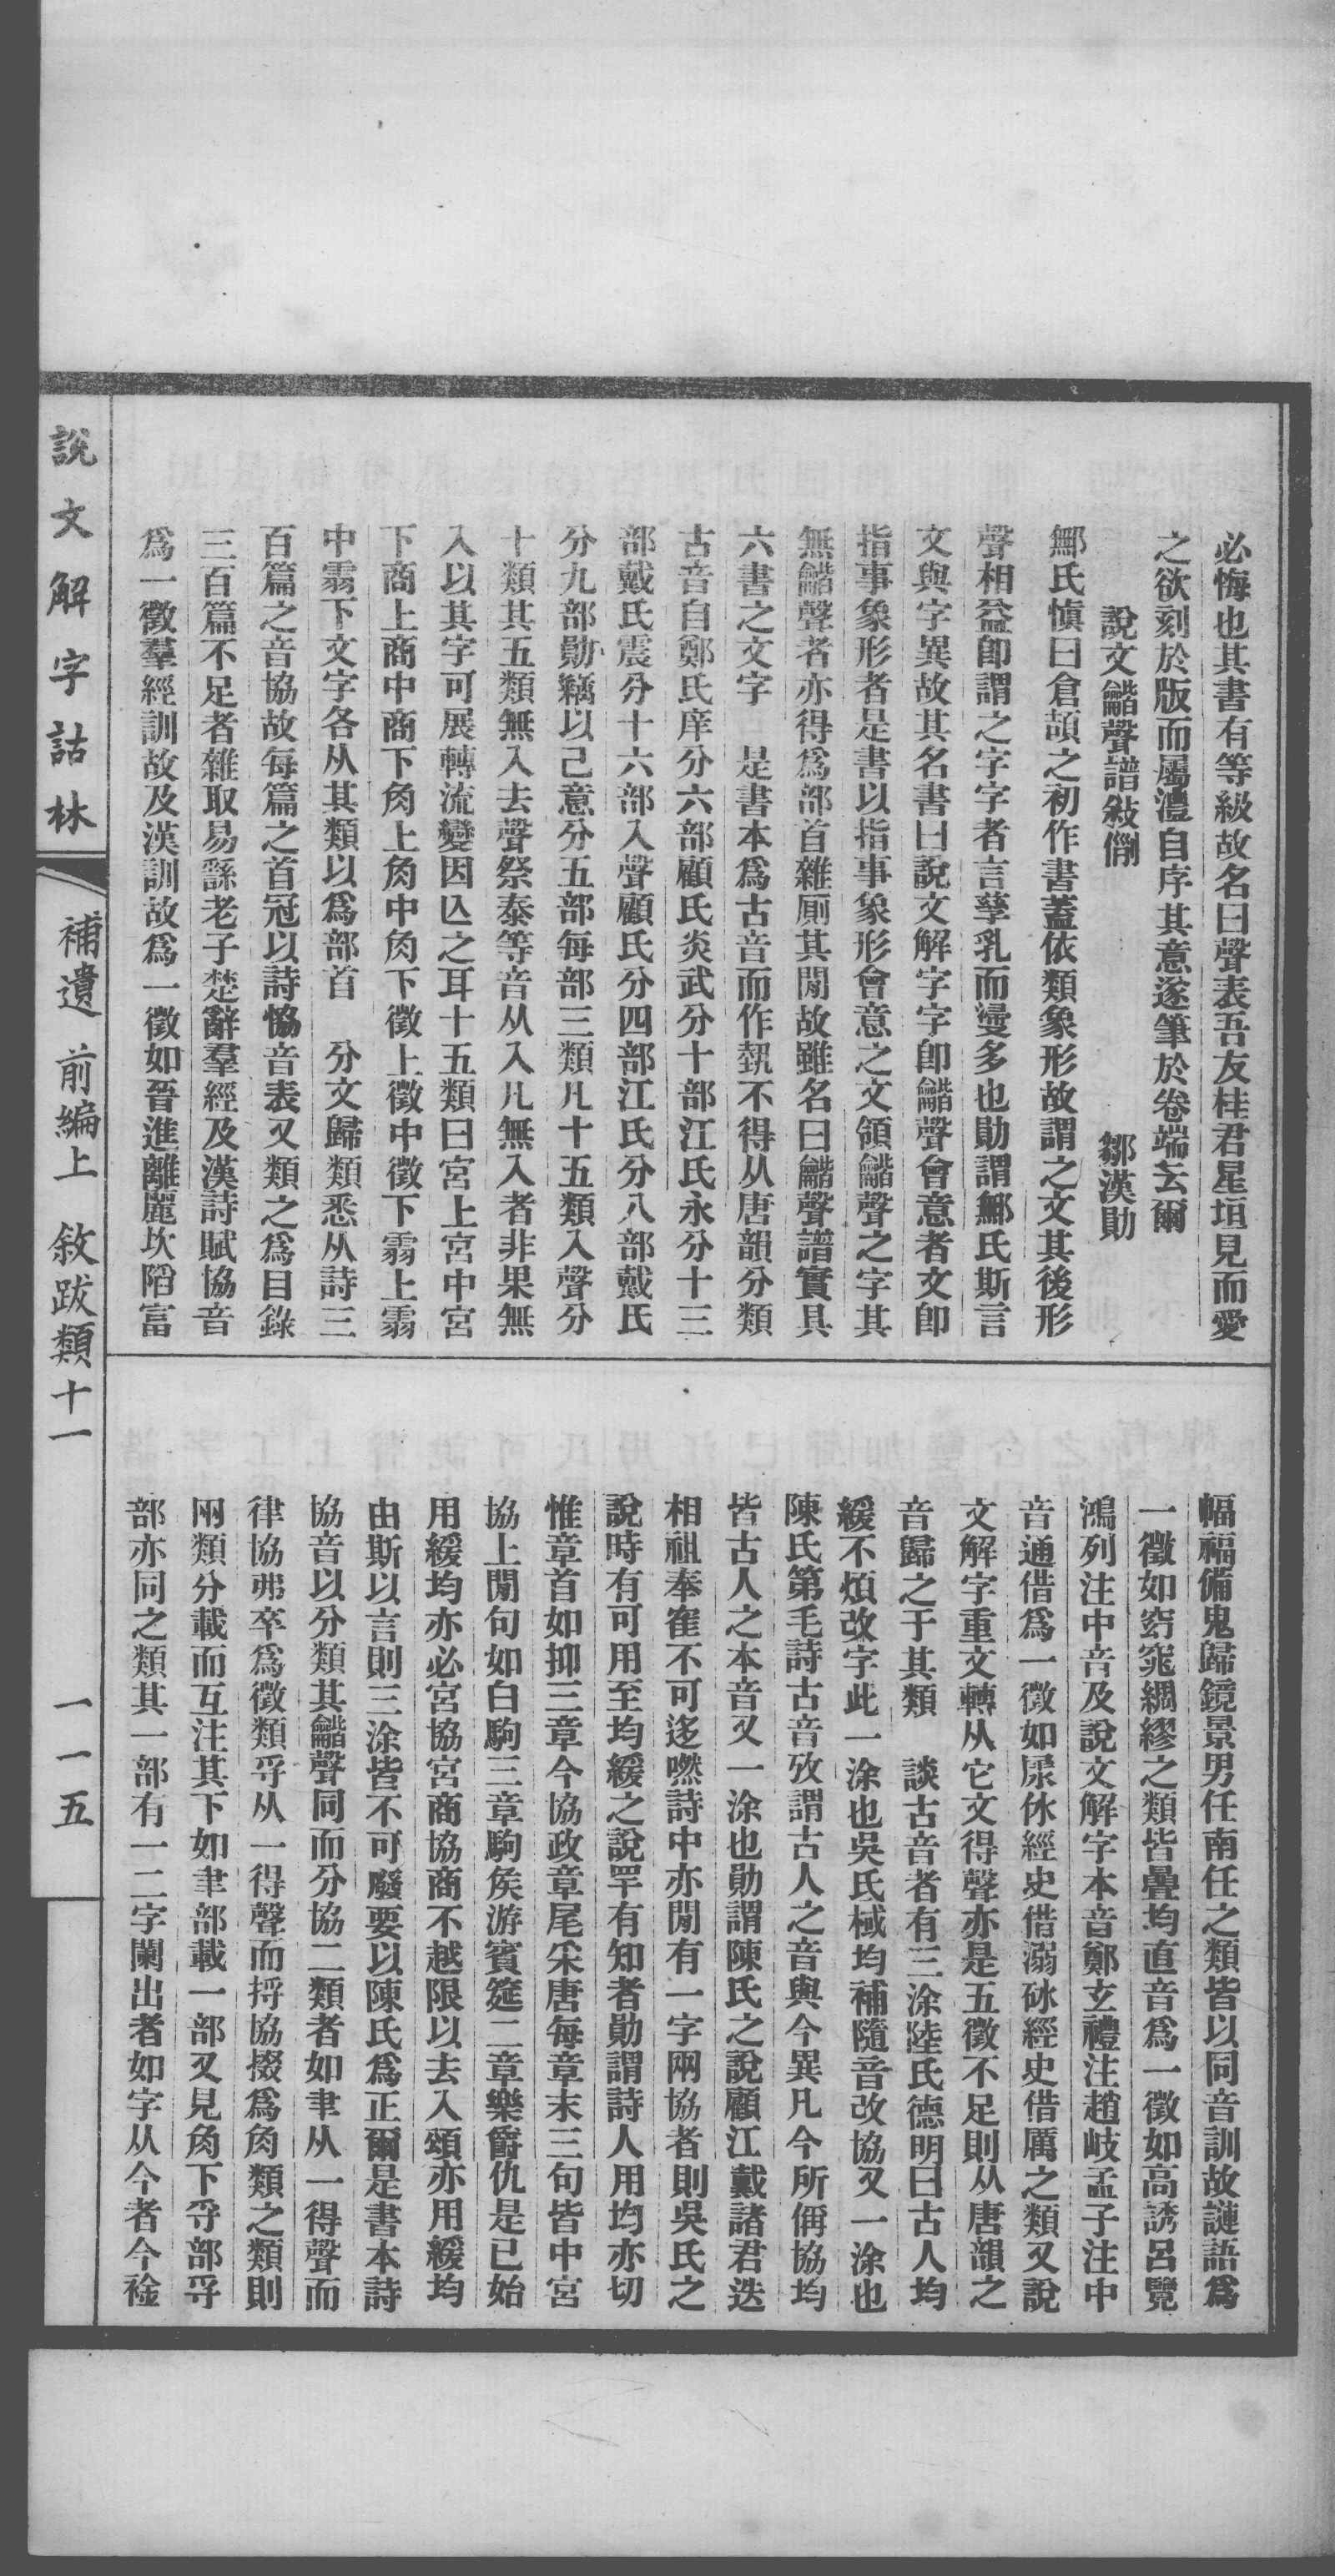 必悔也其書有等級故名曰聲表吾友桂君星垣見而愛
之欲刻於版而屬澧自序其意遂筆於卷端云爾
說文龤聲譜敍例　鄒漢勛
鄦氏愼曰倉頡之初作書蓋依類象形故謂之文其後形
聲相益卽謂之字字者言孳乳而𡫏多也勛謂鄦氏斯言
文與字異故其名書曰說文解字字卽龤聲會意者文卽
指事象形者是書以指事象形會意之文領龤聲之字其
無龤聲者亦得爲部首雜厠其閒故雖名曰龤聲譜實具
六書之文字　是書本爲古音而作埶不得从唐韻分類
古音自鄭氏庠分六部顧氏炎武分十部江氏永分十三
部戴氏震分十六部入聲顧氏分四部江氏分八部戴氏
分九部勛竊以己意分五部每部三類凡十五類入聲分
十類其五類無入去聲祭泰等音从入凡無入者非果無
入以其字可展轉流變因亾之耳十五類曰宮上宮中宮
下商上商中商下角上角中角下徵上徵中徵下霸上霸
中霸下文字各从其類以爲部首　分文歸類悉从詩三
百篇之音協故每篇之首冠以詩協音表又類之爲目錄
三百篇不足者雜取易繇老子楚辭羣經及漢詩賦協音
爲一徵羣經訓故及漢訓故爲一徵如晉進離麗坎陷富
幅福備鬼歸鏡景男任南任之類皆以同音訓故謰語爲
一徵如窈窕綢繆之類皆疊均直音爲一徵如高誘呂覽
鴻列注中音及說文解字本音鄭玄禮注趙岐孟子注中
音通借爲一徵如㞙㲻經史借溺砅經史借厲之類又說
文解字重文轉从它文得聲亦是五徵不足則从唐韻之
音歸之于其類　談古音者有三涂陸氏德明曰古人均
緩不煩改字此一涂也吳氏棫均補隨音改協又一涂也
陳氏第毛詩古音攷謂古人之音與今異凡今所偁協均
皆古人之本音又一涂也勛謂陳氏之說顧江戴諸君迭
相祖奉隺不可迻嘫詩中亦閒有一字兩協者則吳氏之
說時有可用至均緩之說罕有知者勛謂詩人用均亦切
惟章首如抑三章今協政章尾采唐每章末三句皆中宮
協上閒句如白駒三章駒矦游賓筵二章樂爵仇是已始
用緩均亦必宮協宮商協商不越限以去入頌亦用緩均
由斯以言則三涂皆不可廢要以陳氏爲正爾是書本詩
協音以分類其龤聲同而分協二類者如聿从一得聲而
律協弗卒爲徵類寽从一得聲而捋協掇爲角類之類則
兩類分載而互注其下如聿部載一部又見角下寽部寽
部亦同之類其一部有一二字闌出者如字从今者今䘳
說文解字詁林　補遺　前編上　敘跋類十一　一一五